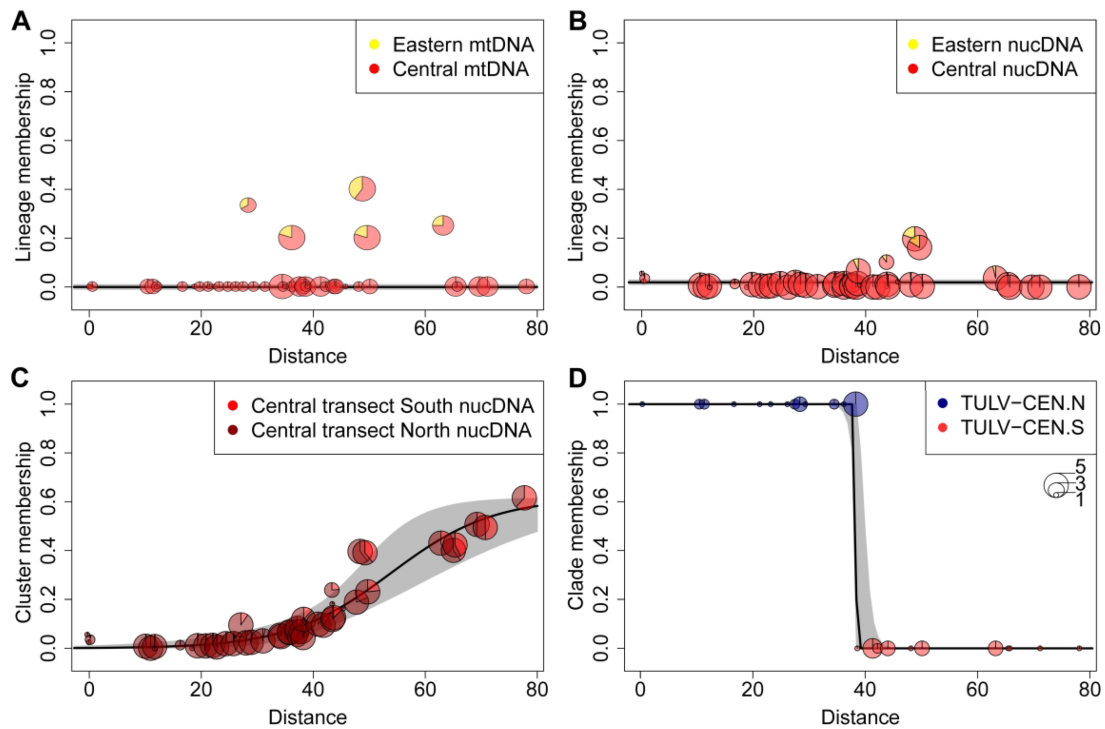 A
Eastern mtDNA
Central mtDNA
Lineage membership
0.0 0.2 0.4 0.6 0.8 1.0
0 20 40 60 80
Distance
B
Eastern nucDNA
Central nucDNA
Lineage membership
0.0 0.2 0.4 0.6 0.8 1.0
0 20 40 60 80
Distance
C
Central transect South nucDNA
Central transect North nucDNA
Cluster membership
0.0 0.2 0.4 0.6 0.8 1.0
0 20 40 60 80
Distance
D
TULV−CEN.N
TULV−CEN.S
5
3
1
Clade membership
0.0 0.2 0.4 0.6 0.8 1.0
0 20 40 60 80
Distance